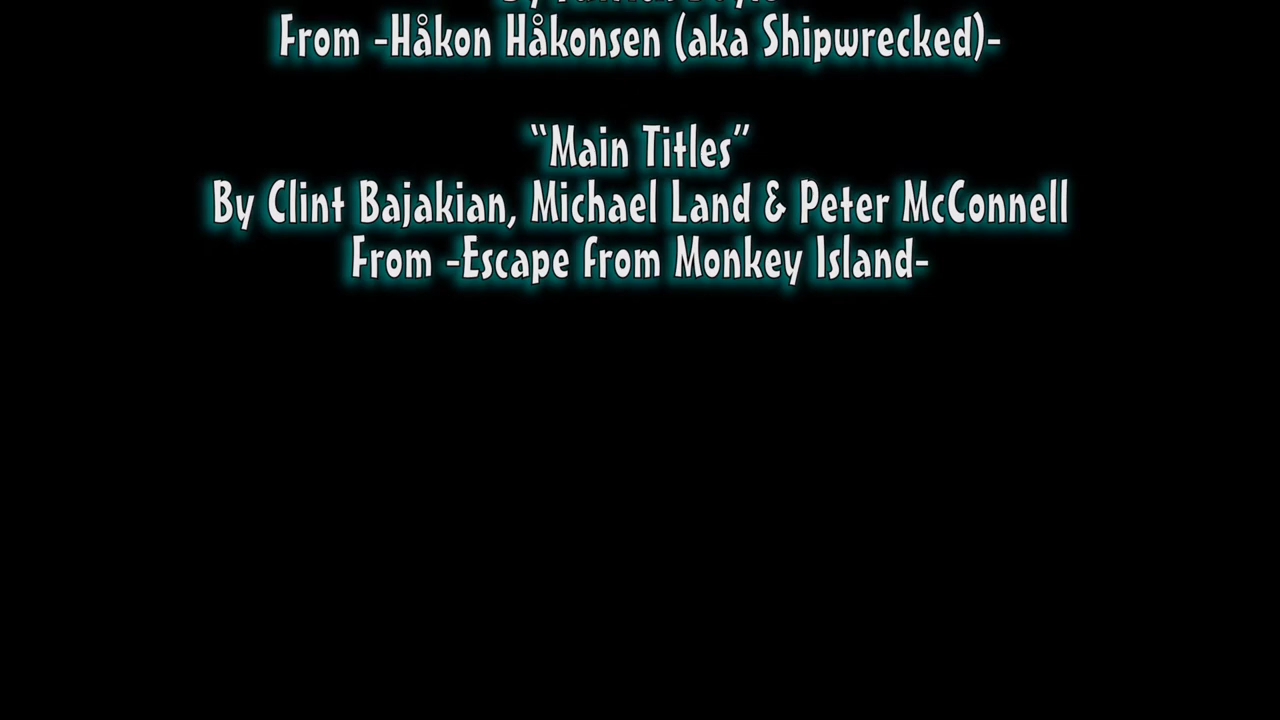 By
From -Håkon Håkonsen (aka Shipwrecked)-
“Main Titles”
By Clint Bajakian, Michael Land & Peter McConnell
From -Escape from Monkey Island-